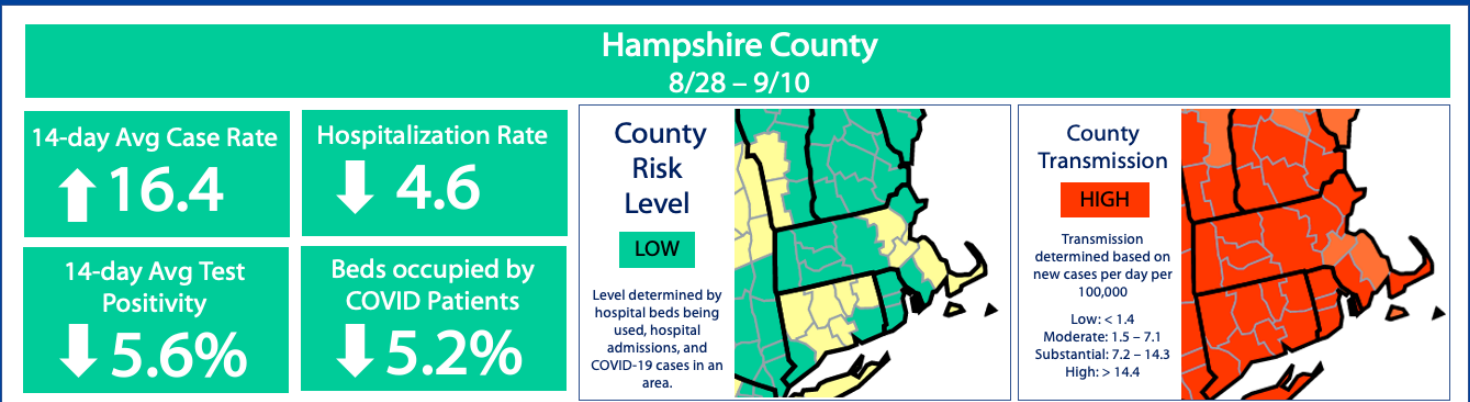 Hampshire County
8/28 – 9/10
14-day Avg Case Rate
16.4
Hospitalization Rate
4.6
14-day Avg Test
Positivity
5.6%
Beds occupied by
COVID Patients
5.2%
County
Risk
Level
LOW
Level determined by
hospital beds being
used, hospital
admissions, and
COVID-19 cases in an
area.
County
Transmission
HIGH
Transmission
determined based on
new cases per day per
100,000
Low: < 1.4
Moderate: 1.5 – 7.1
Substantial: 7.2 – 14.3
High: > 14.4